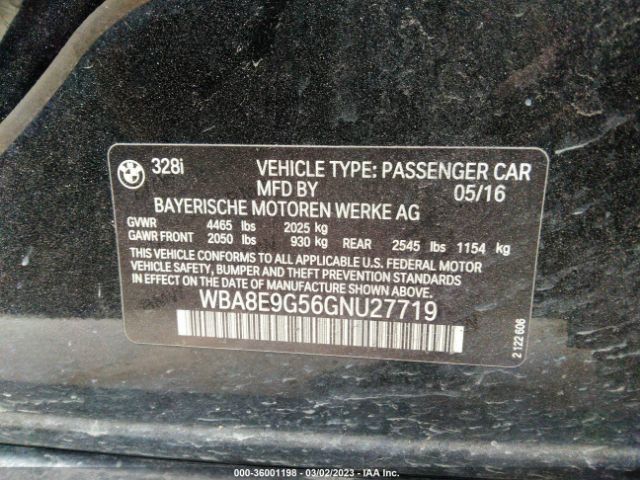 BMW
328i VEHICLE TYPE: PASSENGER CAR
MFD BY 05/16
BAYERISCHE MOTOREN WERKE AG
GVWR 4465 lbs 2025 kg
GAWR FRONT 2050 lbs 930 kg REAR 2545 lbs 1154 kg
THIS VEHICLE CONFORMS TO ALL APPLICABLE U.S. FEDERAL MOTOR
VEHICLE SAFETY, BUMPER AND THEFT PREVENTION STANDARDS
IN EFFECT ON THE DATE OF MANUFACTURE SHOWN ABOVE.
WBA8E9G56GNU27719
2 122 606
000-36001198 - 03/02/2023 - IAA Inc.